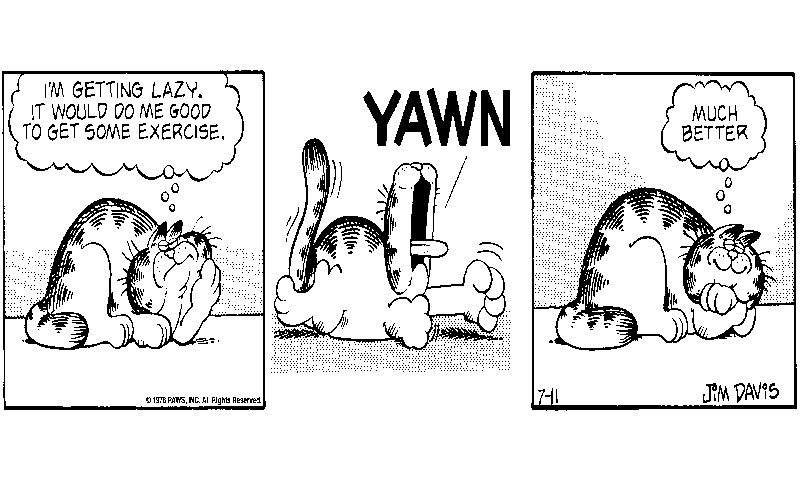 I'M GETTING LAZY.
IT WOULD DO ME GOOD
TO GET SOME EXERCISE.
© 1978 PAWS, INC. All Rights Reserved.
YAWN
MUCH
BETTER
7-11
JIM DAVIS